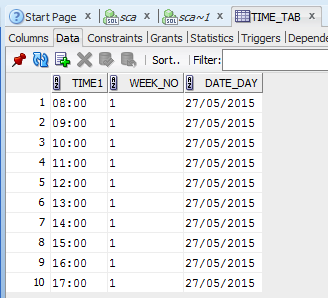 Start Page sca sca~1 TIME_TAB
Columns Data Constraints Grants Statistics Triggers Depende
Sort.. Filter:
TIME1 WEEK_NO DATE_DAY
1 08:00 1 27/05/2015
2 09:00 1 27/05/2015
3 10:00 1 27/05/2015
4 11:00 1 27/05/2015
5 12:00 1 27/05/2015
6 13:00 1 27/05/2015
7 14:00 1 27/05/2015
8 15:00 1 27/05/2015
9 16:00 1 27/05/2015
10 17:00 1 27/05/2015